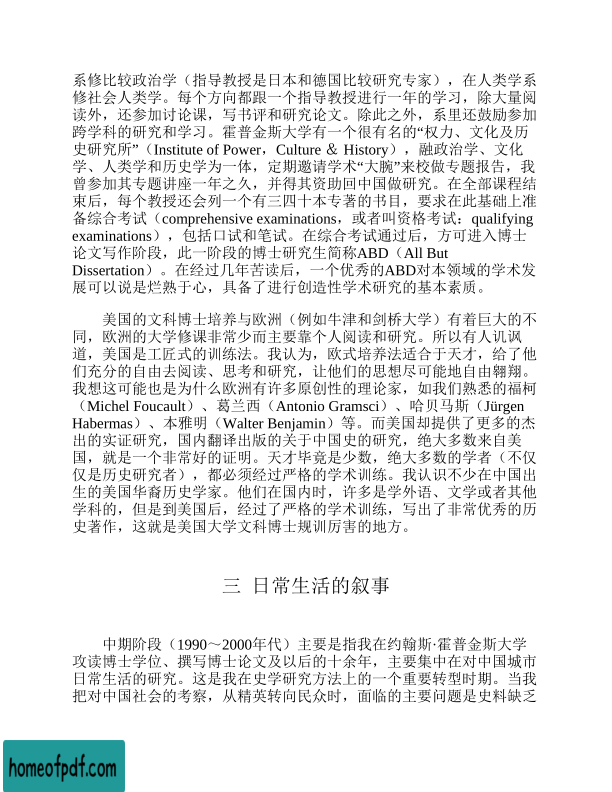 系修比较政治学（指导教授是日本和德国比较研究专家），在人类学系
修社会人类学。每个方向都跟一个指导教授进行一年的学习，除大量阅
读外，还参加讨论课，写书评和研究论文。除此之外，系里还鼓励参加
跨学科的研究和学习。霍普金斯大学有一个很有名的“权力、文化及历
史研究所”（Institute of Power，Culture ＆ History），融政治学、文化
学、人类学和历史学为一体，定期邀请学术“大腕”来校做专题报告，我
曾参加其专题讲座一年之久，并得其资助回中国做研究。在全部课程结
束后，每个教授还会列一个有三四十本专著的书目，要求在此基础上准
备综合考试（comprehensive examinations，或者叫资格考试：qualifying
examinations），包括口试和笔试。在综合考试通过后，方可进入博士
论文写作阶段，此一阶段的博士研究生简称ABD（All But
Dissertation）。在经过几年苦读后，一个优秀的ABD对本领域的学术发
展可以说是烂熟于心，具备了进行创造性学术研究的基本素质。
美国的文科博士培养与欧洲（例如牛津和剑桥大学）有着巨大的不
同，欧洲的大学修课非常少而主要靠个人阅读和研究。所以有人讥讽
道，美国是工匠式的训练法。我认为，欧式培养法适合于天才，给了他
们充分的自由去阅读、思考和研究，让他们的思想尽可能地自由翱翔。
我想这可能也是为什么欧洲有许多原创性的理论家，如我们熟悉的福柯
（Michel Foucault）、葛兰西（Antonio Gramsci）、哈贝马斯（Jürgen
Habermas）、本雅明（Walter Benjamin）等。而美国却提供了更多的杰
出的实证研究，国内翻译出版的关于中国史的研究，绝大多数来自美
国，就是一个非常好的证明。天才毕竟是少数，绝大多数的学者（不仅
仅是历史研究者），都必须经过严格的学术训练。我认识不少在中国出
生的美国华裔历史学家。他们在国内时，许多是学外语、文学或者其他
学科的，但是到美国后，经过了严格的学术训练，写出了非常优秀的历
史著作，这就是美国大学文科博士规训厉害的地方。
三 日常生活的叙事
中期阶段（1990～2000年代）主要是指我在约翰斯·霍普金斯大学
攻读博士学位、撰写博士论文及以后的十余年，主要集中在对中国城市
日常生活的研究。这是我在史学研究方法上的一个重要转型时期。当我
把对中国社会的考察，从精英转向民众时，面临的主要问题是史料缺乏
homeofpdf.com